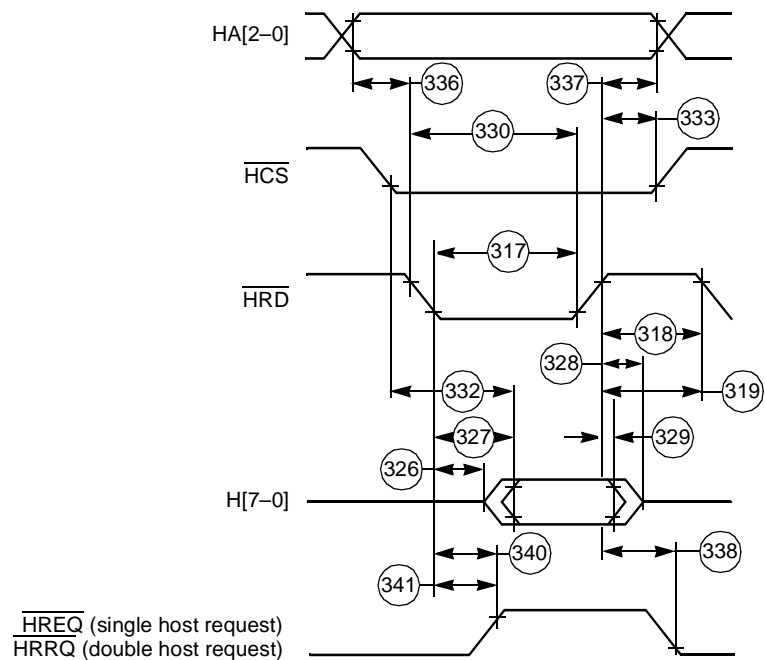 HA[2–0]
336
337
333
330
HCS
317
HRD
318
328
332
319
327
329
326
H[7–0]
340
338
341
HREQ (single host request)
HRRQ (double host request)